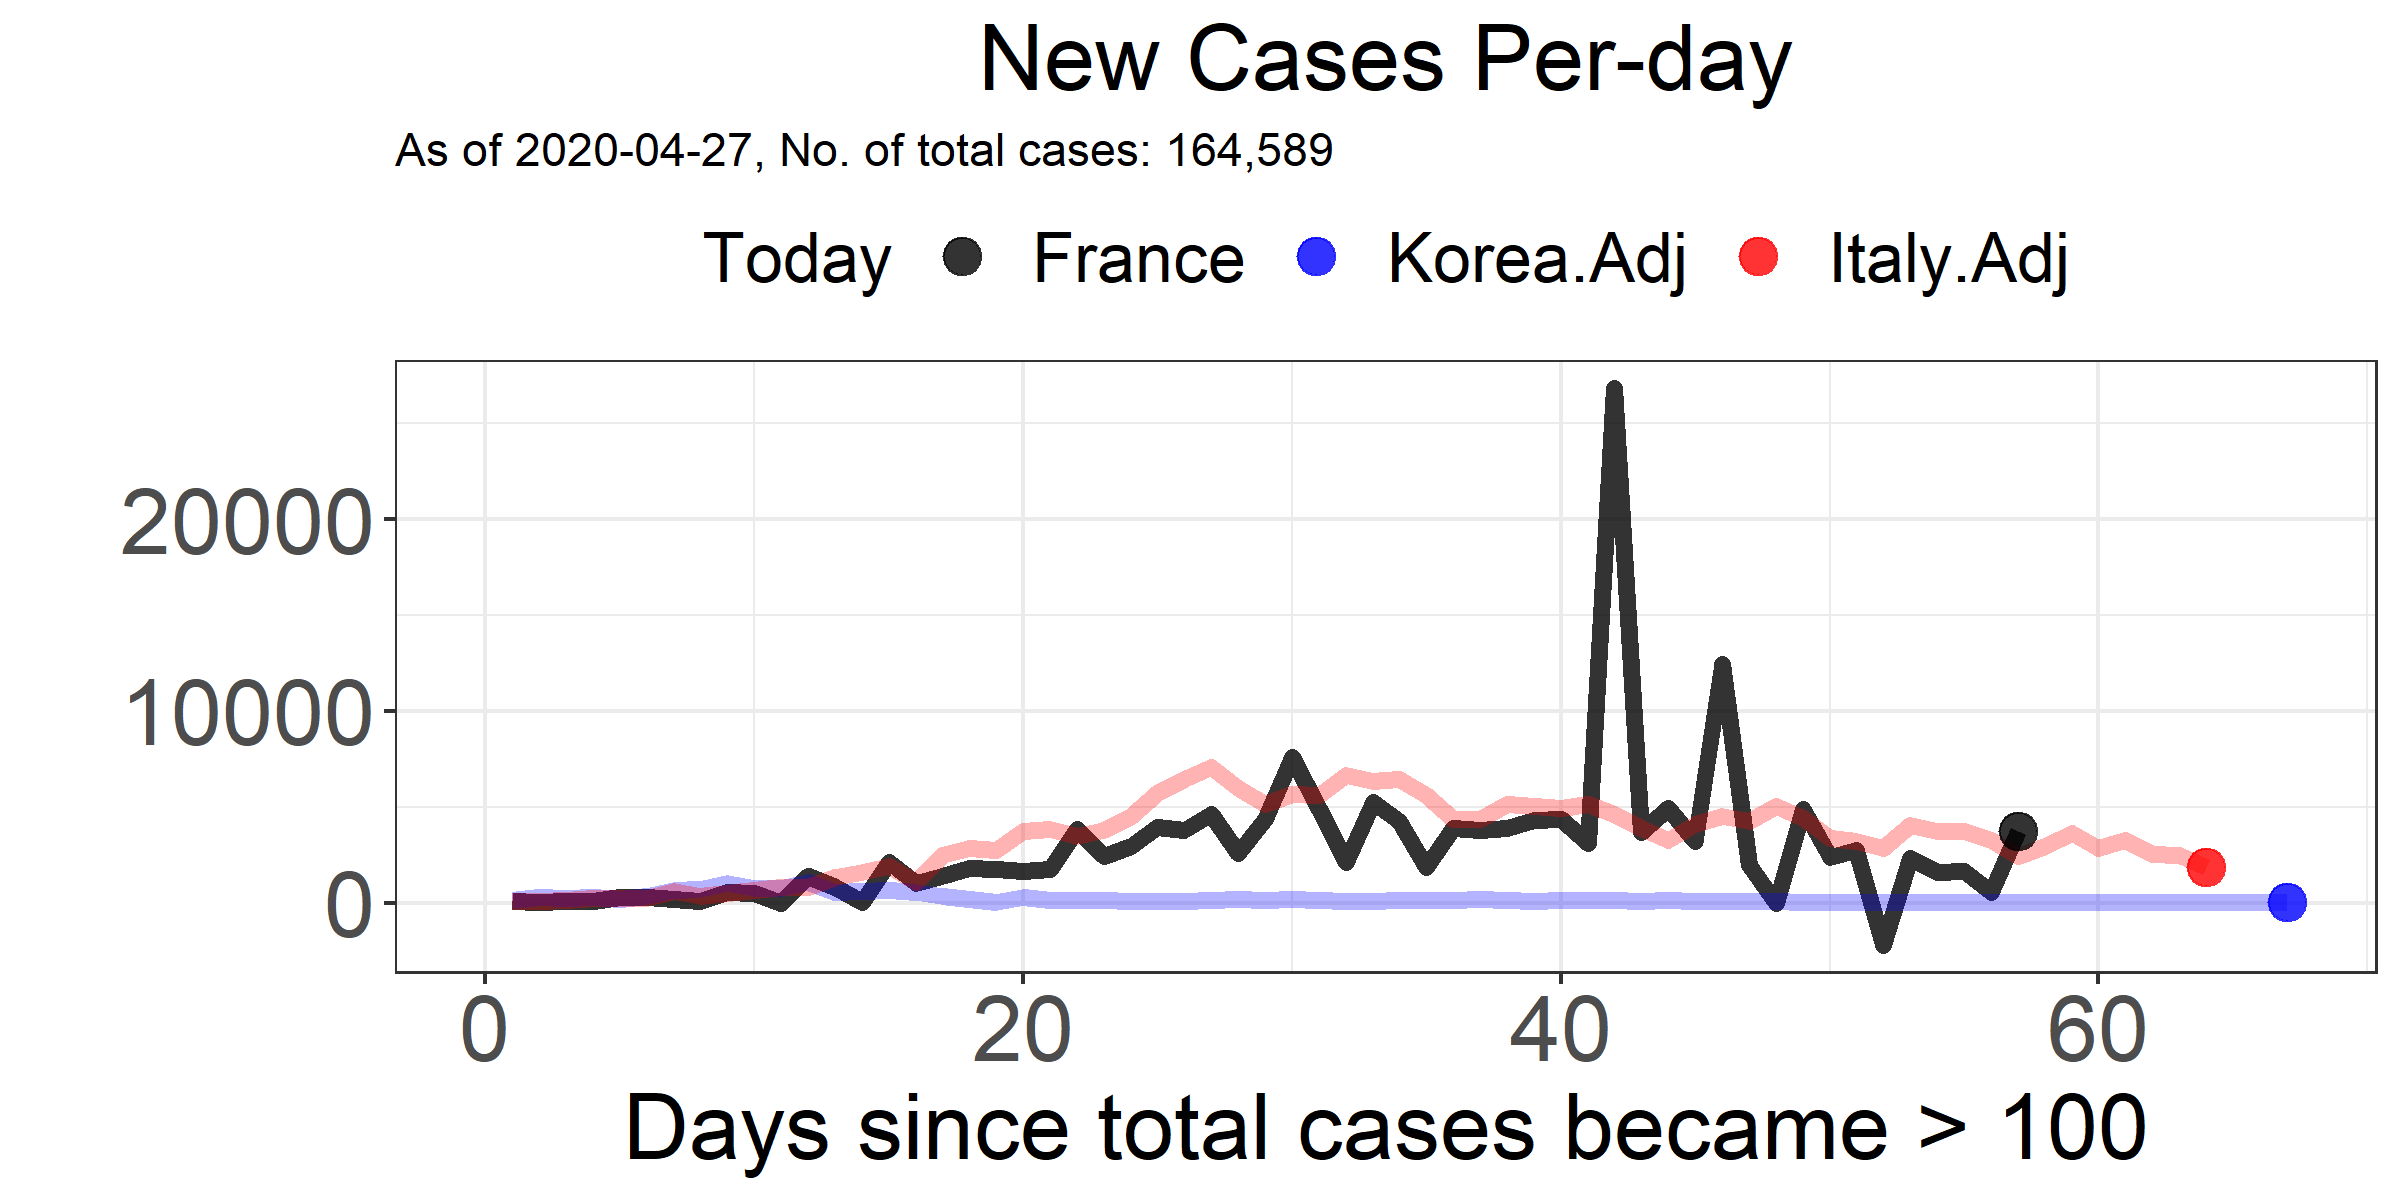 New Cases Per-day
As of 2020-04-27, No. of total cases: 164,589
Today France Korea.Adj Italy.Adj
20000
10000
0
0 20 40 60
Days since total cases became > 100